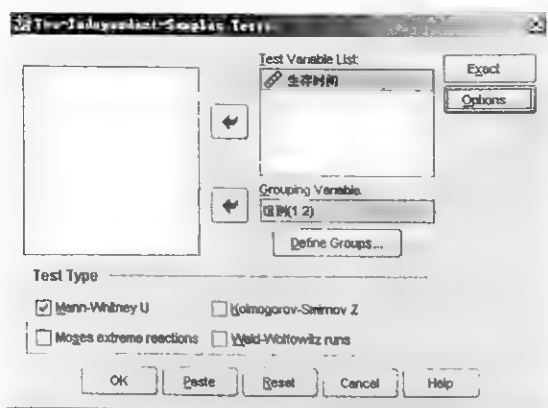 Two-Independent-Samples Tests
Test Variable List:
Exact
生存时间
Options
Grouping Variable:
组别(1 2)
Define Groups...
Test Type
Mann-Whitney U
Kolmogorov-Smirnov Z
Moses extreme reactions
Wald-Wolfowitz runs
OK
Paste
Reset
Cancel
Help